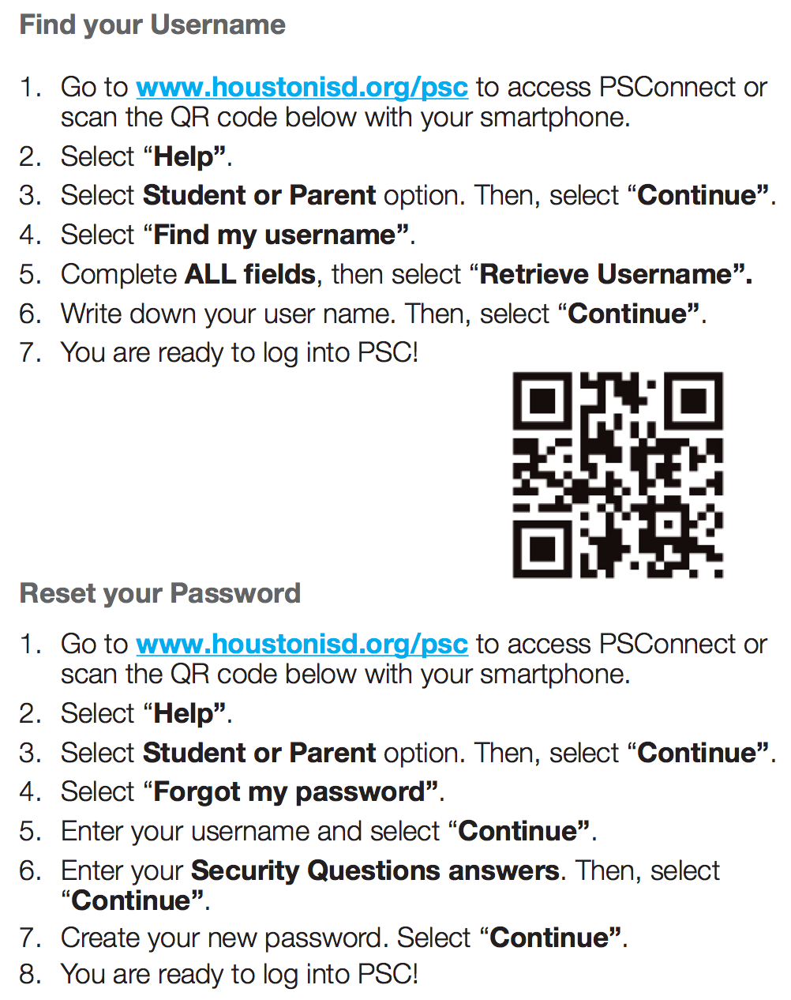 Find your Username
1. Go to www.houstonisd.org/psc to access PSConnect or
scan the QR code below with your smartphone.
2. Select “Help”.
3. Select Student or Parent option. Then, select “Continue”.
4. Select “Find my username”.
5. Complete ALL fields, then select “Retrieve Username”.
6. Write down your user name. Then, select “Continue”.
7. You are ready to log into PSC!
Reset your Password
1. Go to www.houstonisd.org/psc to access PSConnect or
scan the QR code below with your smartphone.
2. Select “Help”.
3. Select Student or Parent option. Then, select “Continue”.
4. Select “Forgot my password”.
5. Enter your username and select “Continue”.
6. Enter your Security Questions answers. Then, select
“Continue”.
7. Create your new password. Select “Continue”.
8. You are ready to log into PSC!